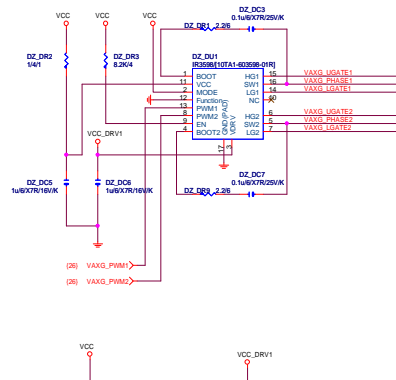 DZ_DC3
0.1u/6/X7R/25V/K
VCC
VCC
VCC
DZ_DR1
2.2/6
DZ_DU1
IR3598/[10TA1-603598-01R]
DZ_DR2
1/4/1
DZ_DR3
8.2K/4
1 BOOT
11 VCC
2 MODE
12 Function
13 PWM1
8 PWM2
9 EN
4 BOOT2
GND(PAD)
17
VDRV
3
HG1 15 VAXG_UGATE1
SW1 16 VAXG_PHASE1
LG1 14 VAXG_LGATE1
NC 10
HG2 6 VAXG_UGATE2
SW2 5 VAXG_PHASE2
LG2 7 VAXG_LGATE2
VCC_DRV1
DZ_DC5
1u/6/X7R/16V/K
DZ_DC6
1u/6/X7R/16V/K
DZ_DR9
2.2/6
DZ_DC7
0.1u/6/X7R/25V/K
(26) VAXG_PWM1
(26) VAXG_PWM2
VCC
VCC_DRV1